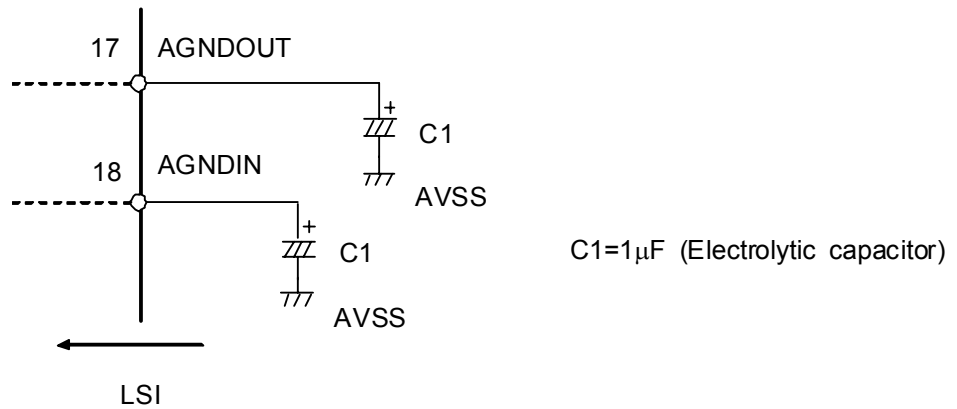 17 AGNDOUT
+
C1
AVSS
18 AGNDIN
+
C1
AVSS
C1=1μF (Electrolytic capacitor)
LSI